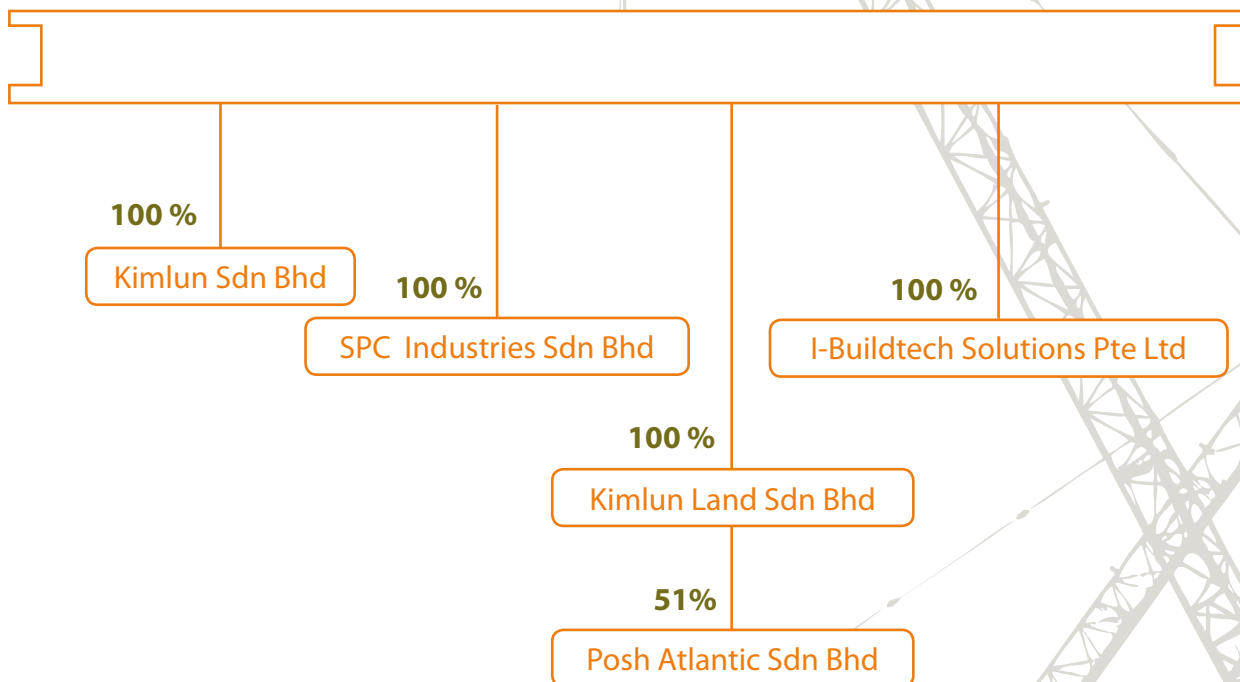 100 %
Kimlun Sdn Bhd
100 %
SPC Industries Sdn Bhd
100 %
I-Buildtech Solutions Pte Ltd
100 %
Kimlun Land Sdn Bhd
51%
Posh Atlantic Sdn Bhd